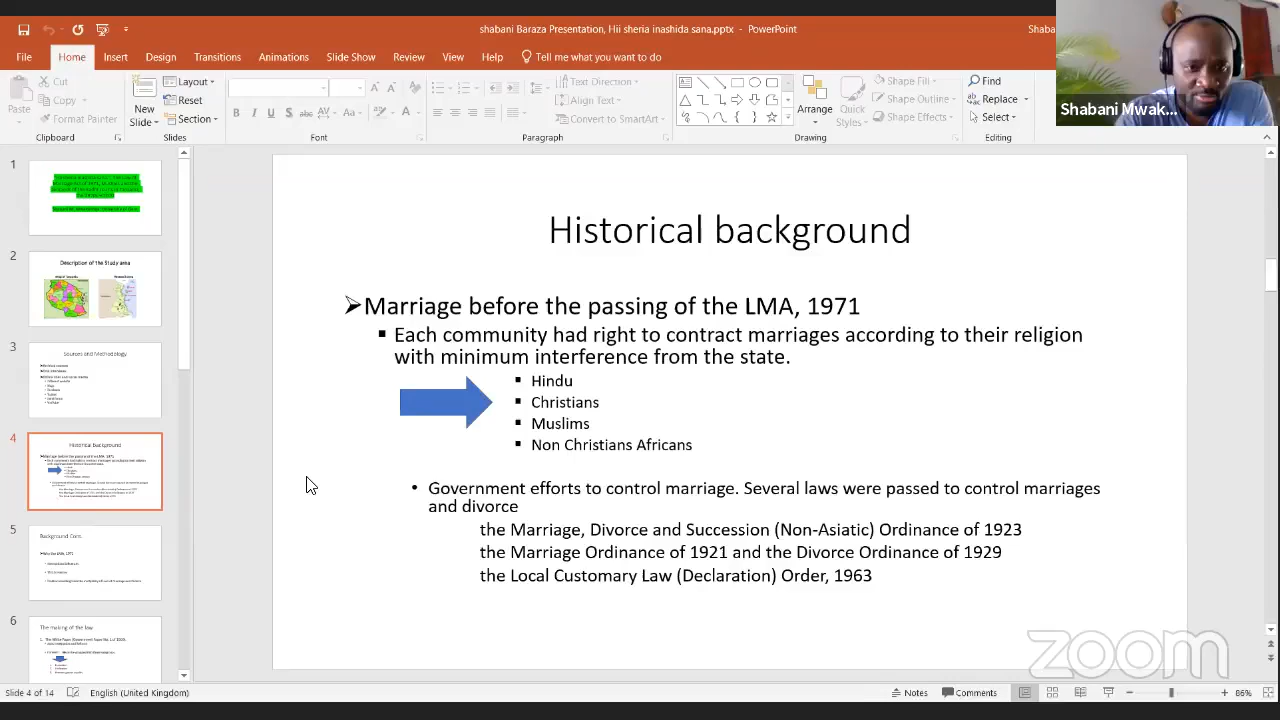 shabani Baraza Presentation, Hii sheria inashida sana.pptx - PowerPoint
Shaba
File Home Insert Design Transitions Animations Slide Show Review View Help Tell me what you want to do
Paste
Cut
Copy
Format Painter
Clipboard
New Slide
Layout
Reset
Section
Slides
Font
Text Direction
Align Text
Convert to SmartArt
Paragraph
Arrange
Quick Styles
Shape Fill
Shape Outline
Shape Effects
Drawing
Find
Replace
Select
Editing
Shabani Mwak...
1
2
Description of the Study area
3
Sources and Methodology
4
Historical background
5
Background Cont.
6
The making of the law
Historical background
Marriage before the passing of the LMA, 1971
Each community had right to contract marriages according to their religion
with minimum interference from the state.
Hindu
Christians
Muslims
Non Christians Africans
Government efforts to control marriage. Several laws were passed to control marriages
and divorce
the Marriage, Divorce and Succession (Non-Asiatic) Ordinance of 1923
the Marriage Ordinance of 1921 and the Divorce Ordinance of 1929
the Local Customary Law (Declaration) Order, 1963
zoom
Slide 4 of 14 English (United Kingdom) Notes Comments 86%